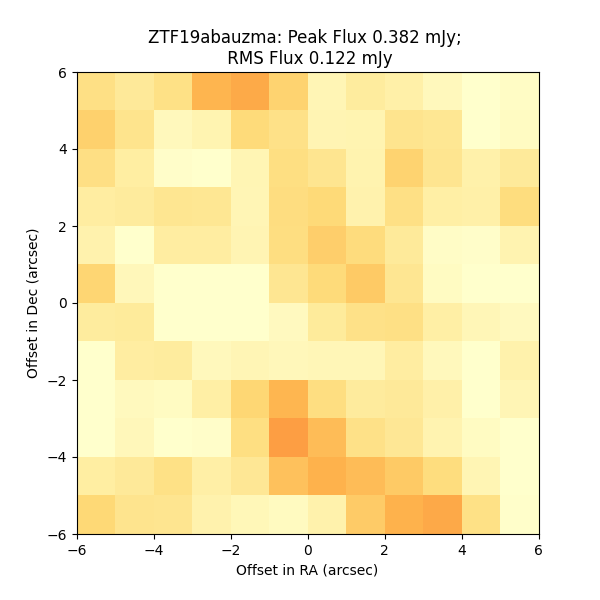 ZTF19abauzma: Peak Flux 0.382 mJy;
RMS Flux 0.122 mJy
6
4
2
0
−2
−4
−6
Offset in Dec (arcsec)
−6 −4 −2 0 2 4 6
Offset in RA (arcsec)